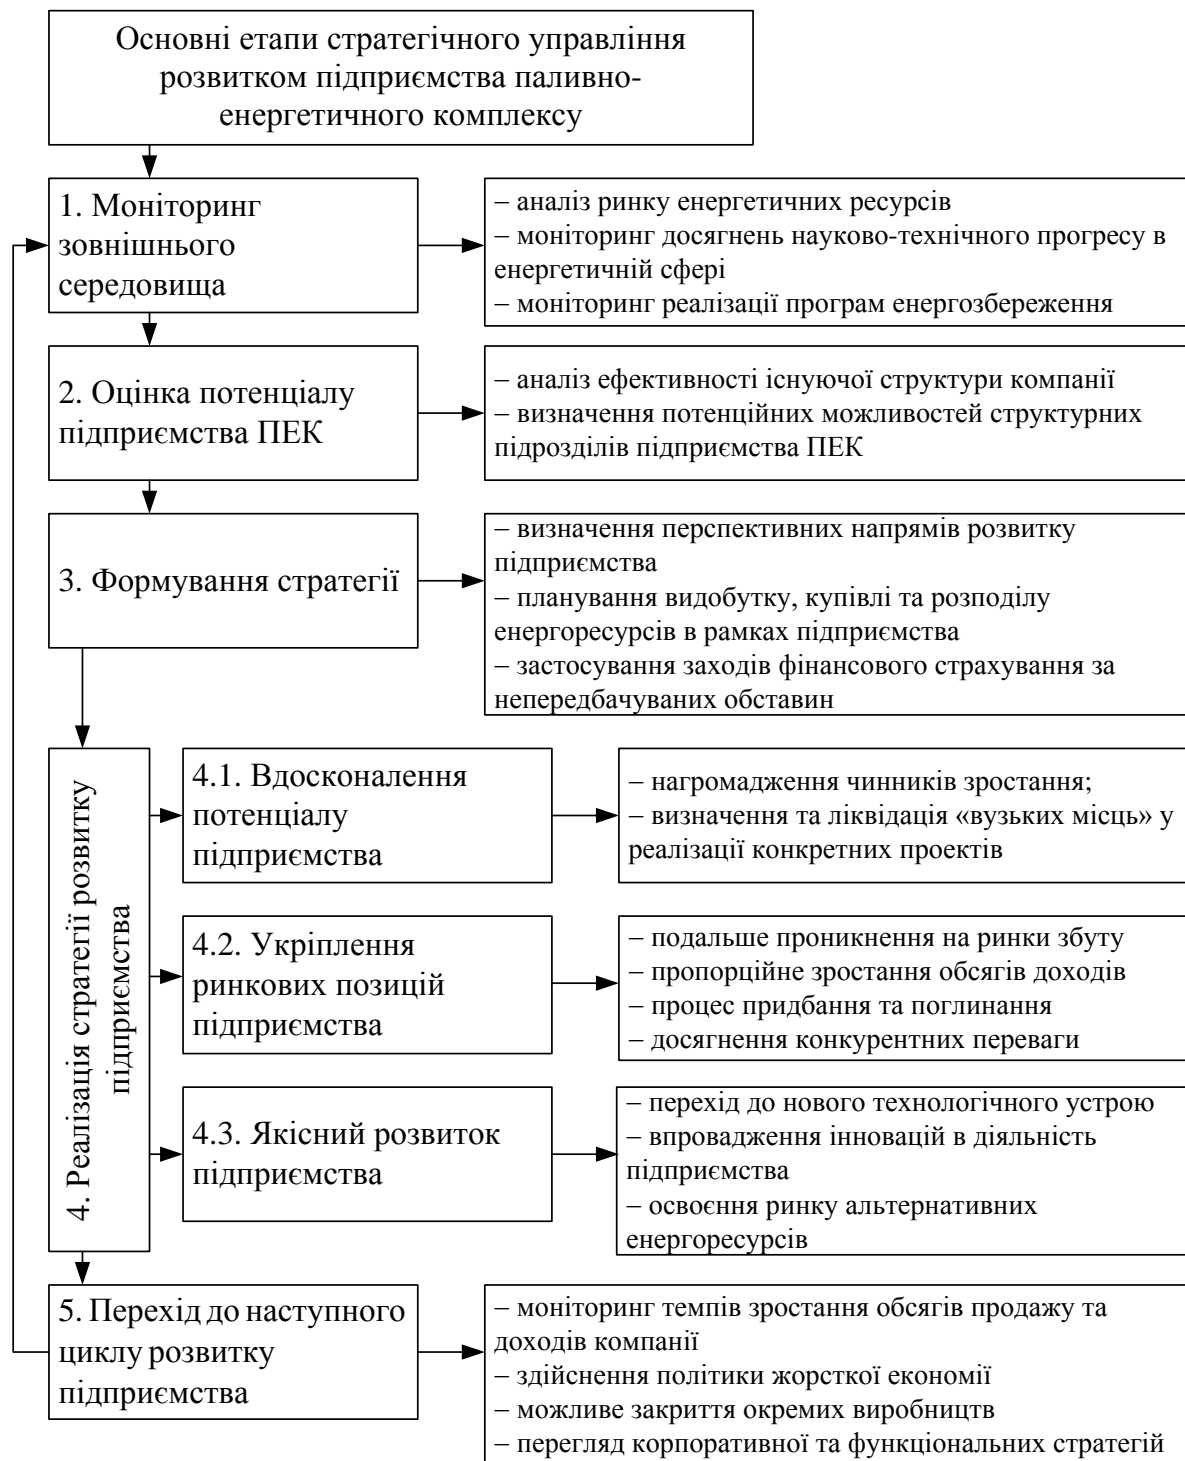 Основні етапи стратегічного управління
розвитком підприємства паливно-
енергетичного комплексу
1. Моніторинг
зовнішнього
середовища
– аналіз ринку енергетичних ресурсів
– моніторинг досягнень науково-технічного прогресу в
енергетичній сфері
– моніторинг реалізації програм енергозбереження
2. Оцінка потенціалу
підприємства ПЕК
– аналіз ефективності існуючої структури компанії
– визначення потенційних можливостей структурних
підрозділів підприємства ПЕК
3. Формування стратегії
– визначення перспективних напрямів розвитку
підприємства
– планування видобутку, купівлі та розподілу
енергоресурсів в рамках підприємства
– застосування заходів фінансового страхування за
непередбачуваних обставин
4. Реалізація стратегії розвитку
підприємства
4.1. Вдосконалення
потенціалу
підприємства
– нагромадження чинників зростання;
– визначення та ліквідація «вузьких місць» у
реалізації конкретних проектів
4.2. Укріплення
ринкових позицій
підприємства
– подальше проникнення на ринки збуту
– пропорційне зростання обсягів доходів
– процес придбання та поглинання
– досягнення конкурентних переваги
4.3. Якісний розвиток
підприємства
– перехід до нового технологічного устрою
– впровадження інновацій в діяльність
підприємства
– освоєння ринку альтернативних
енергоресурсів
5. Перехід до наступного
циклу розвитку
підприємства
– моніторинг темпів зростання обсягів продажу та
доходів компанії
– здійснення політики жорсткої економії
– можливе закриття окремих виробництв
– перегляд корпоративної та функціональних стратегій